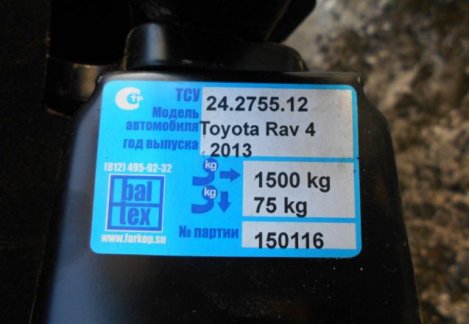 ТСУ 24.2755.12
Модель
автомобиля Toyota Rav 4
год выпуска . 2013
(812) 495-92-32
kg 1500 kg
kg 75 kg
bal
tex
www.farkop.su
№ партии 150116